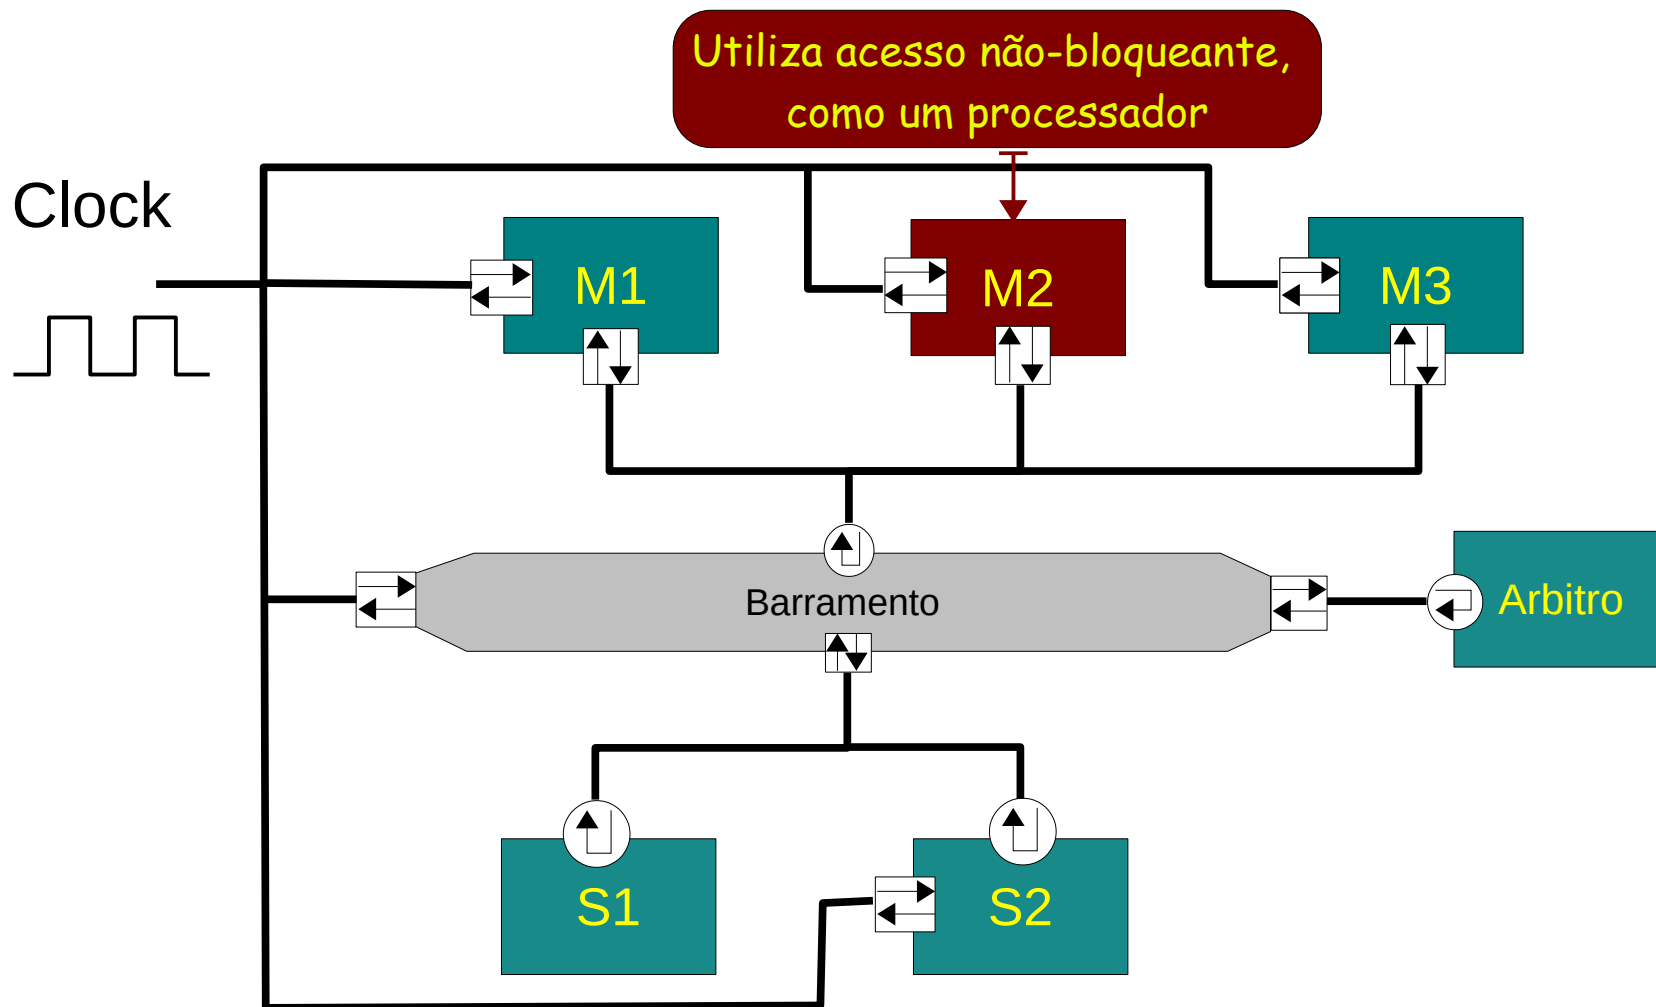 Utiliza acesso não-bloqueante,
como um processador
Clock
M1
M2
M3
Barramento
Arbitro
S1
S2